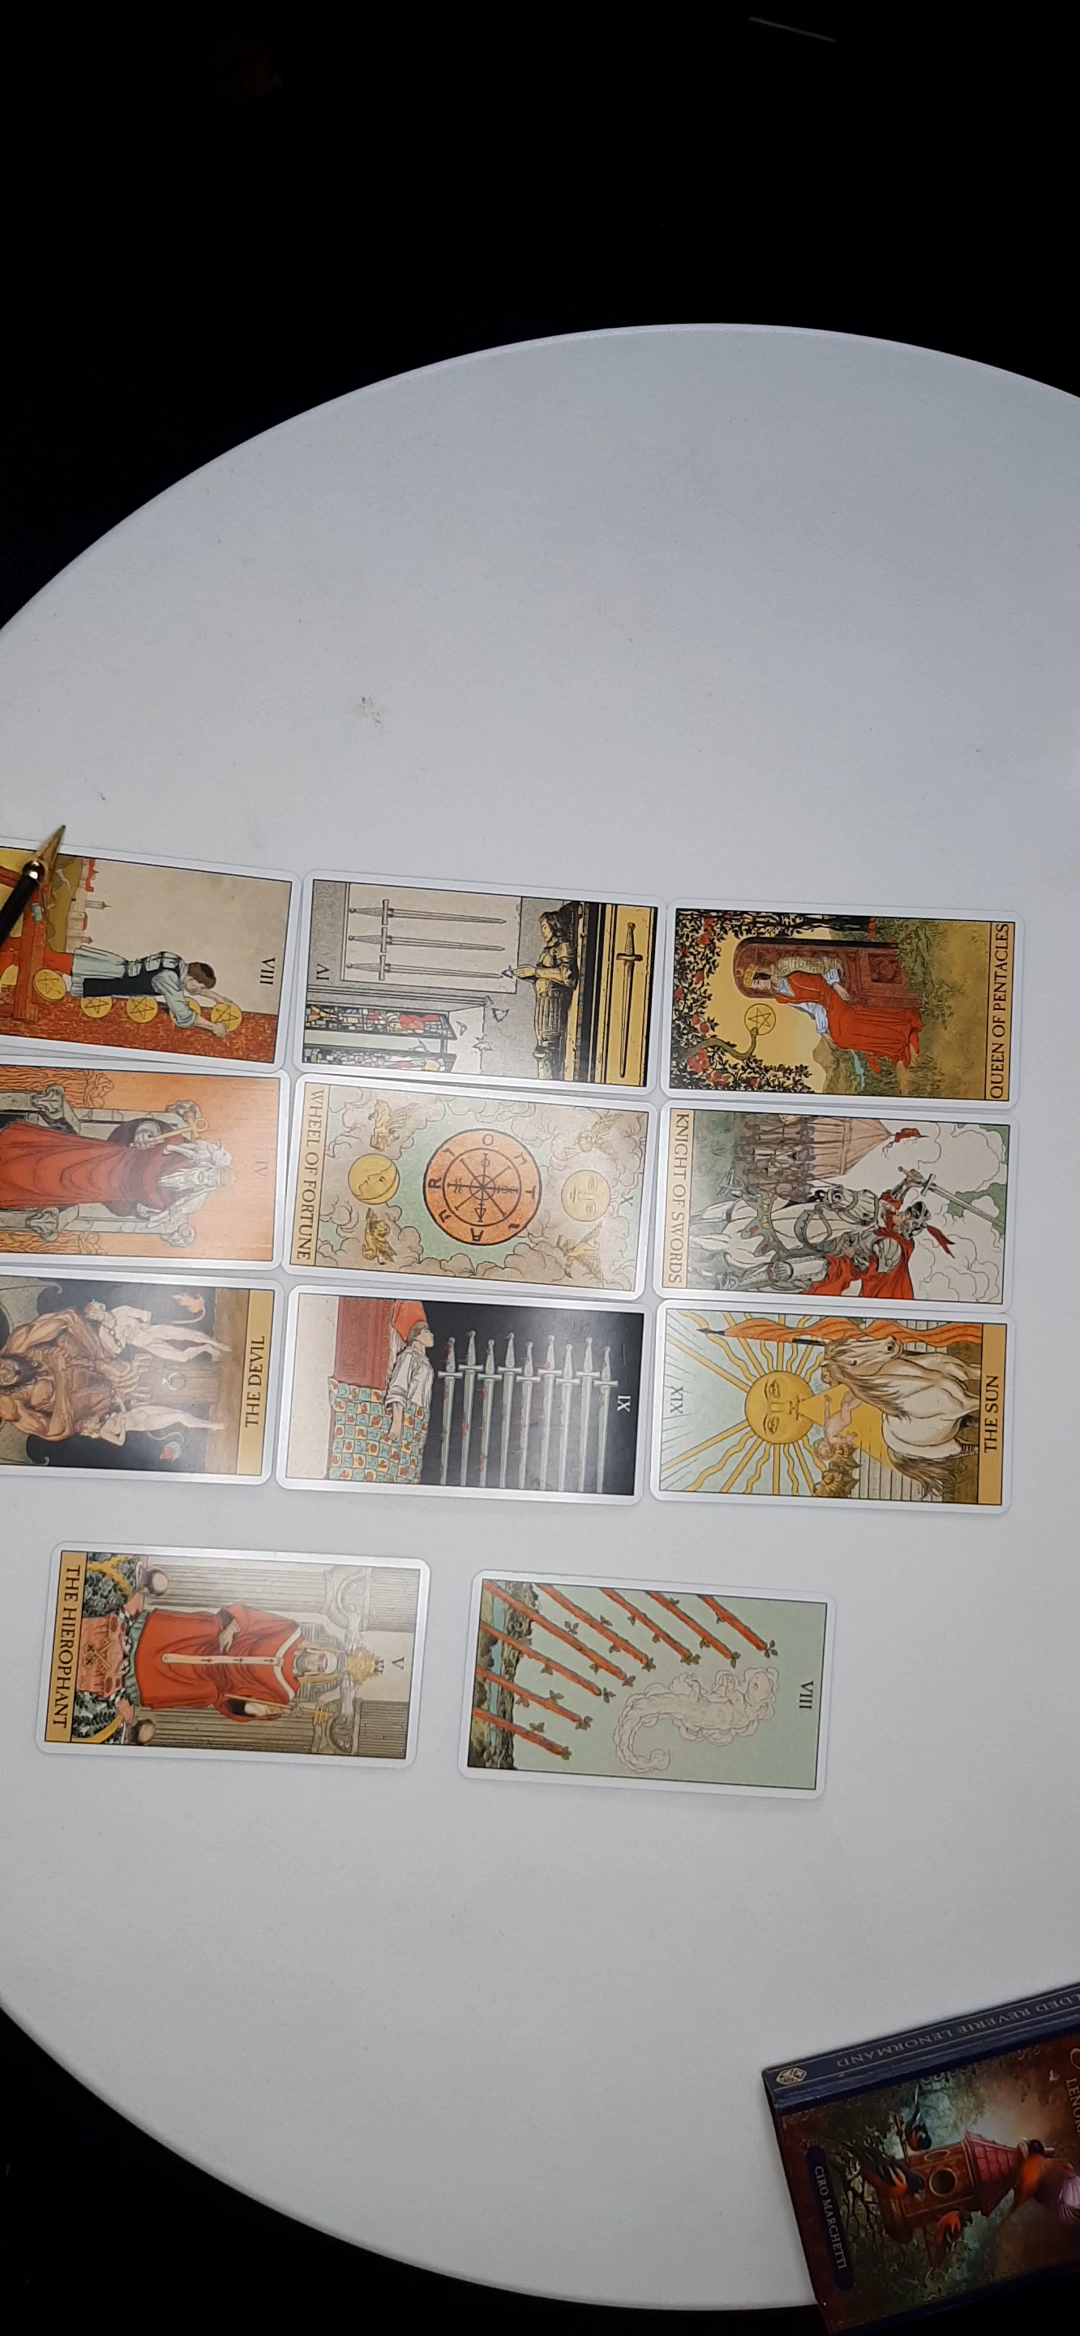 VIII
IV
QUEEN OF PENTACLES
IV
WHEEL OF FORTUNE
X
T
A
R
O
KNIGHT OF SWORDS
THE DEVIL
IX
XIX
THE SUN
THE HIEROPHANT
V
VIII
REVERIE LENORMAND
CIRO MARCHETTI